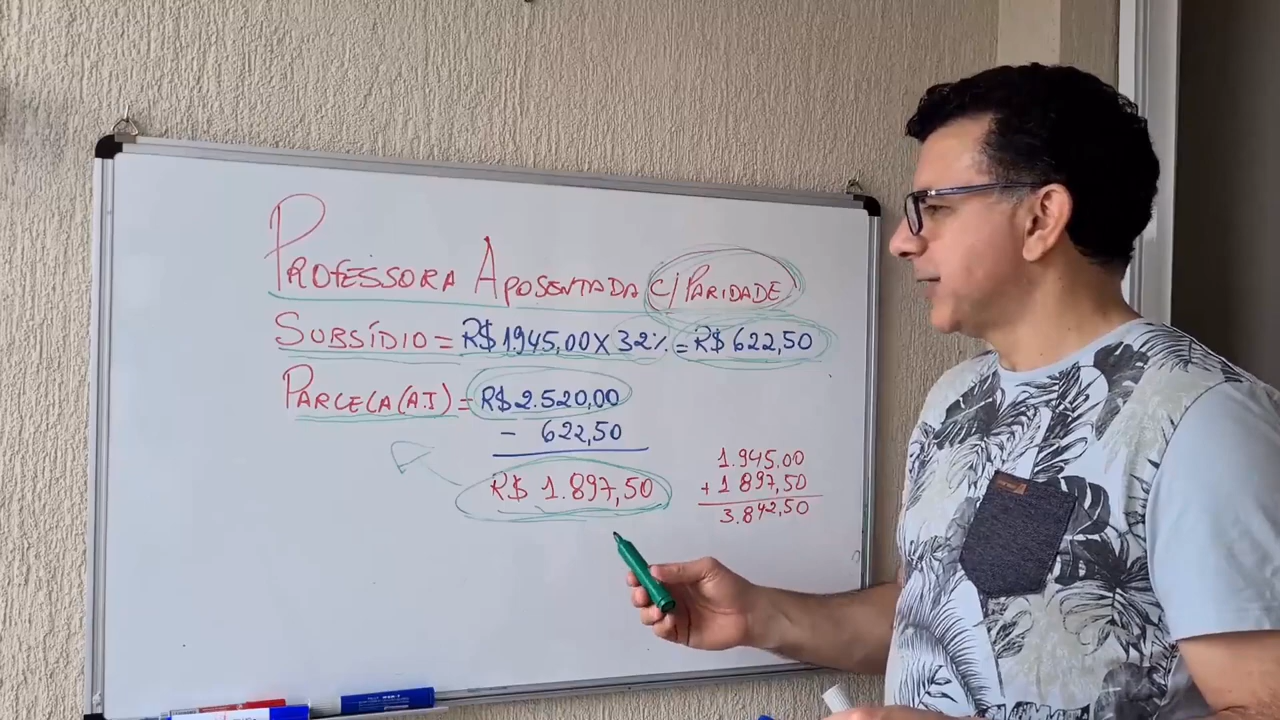 PROFESSORA APOSENTADA C/ PARIDADE
SUBSÍDIO = R$ 1945,00 X 32% = R$ 622,50
PARCELA (A.I) = R$ 2.520,00
- 622,50
R$ 1.897,50
1.945.00
+ 1 897,50
3.842,50